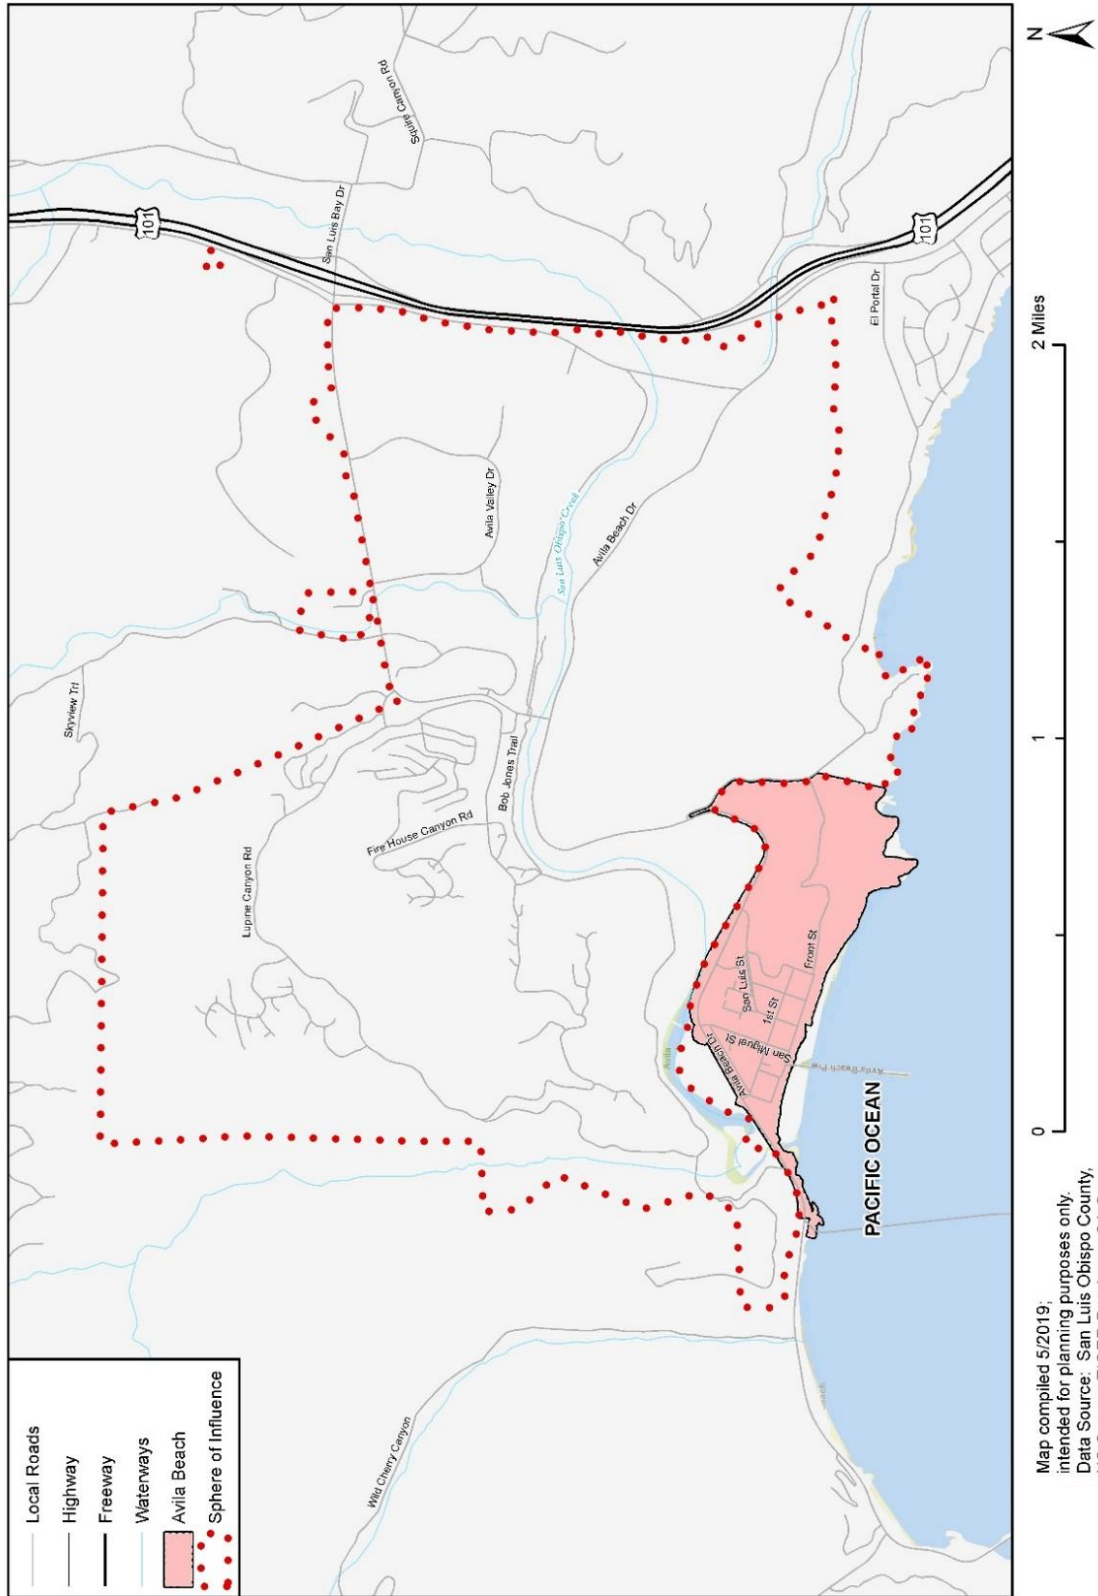 Local Roads
Highway
Freeway
Waterways
Avila Beach
Sphere of Influence
Wild Cherry Canyon
Skyview Trl
Lupine Canyon Rd
Fire House Canyon Rd
Bob Jones Trail
101
San Luis Bay Dr
Squire Canyon Rd
Avila Valley Dr
San Luis Obispo Creek
Avila Beach Dr
El Portal Dr
101
Avila
Avila Beach Dr
San Miguel St
San Luis St
1st St
Front St
Avila Beach Pier
PACIFIC OCEAN
Map compiled 5/2019;
intended for planning purposes only.
Data Source: San Luis Obispo County,
0
1
2 Miles
N